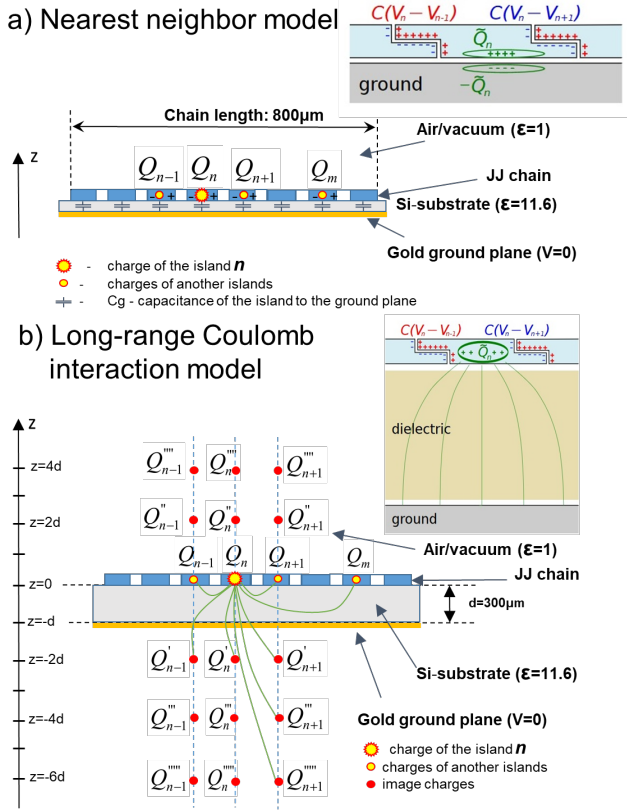 a) Nearest neighbor model
C(Vn−Vn-1) C(Vn−Vn+1)
Q̃n
ground
−Q̃n
Chain length: 800μm
Air/vacuum (ε=1)
z
Qn-1 Qn Qn+1 Qm
JJ chain
Si-substrate (ε=11.6)
Gold ground plane (V=0)
- charge of the island n
- charges of another islands
- Cg - capacitance of the island to the ground plane
b) Long-range Coulomb
interaction model
C(Vn−Vn-1) C(Vn−Vn+1)
Q̃n
dielectric
ground
z
z=4d
Q''''n-1 Q''''n Q''''n+1
z=2d
Q''n-1 Q''n Q''n+1
Air/vacuum (ε=1)
Qn-1 Qn Qn+1 Qm
JJ chain
z=0
d=300μm
z=-d
Si-substrate (ε=11.6)
z=-2d
Q'n-1 Q'n Q'n+1
Gold ground plane (V=0)
z=-4d
Q'''n-1 Q'''n Q'''n+1
charge of the island n
charges of another islands
image charges
z=-6d
Q'''''n-1 Q'''''n Q'''''n+1